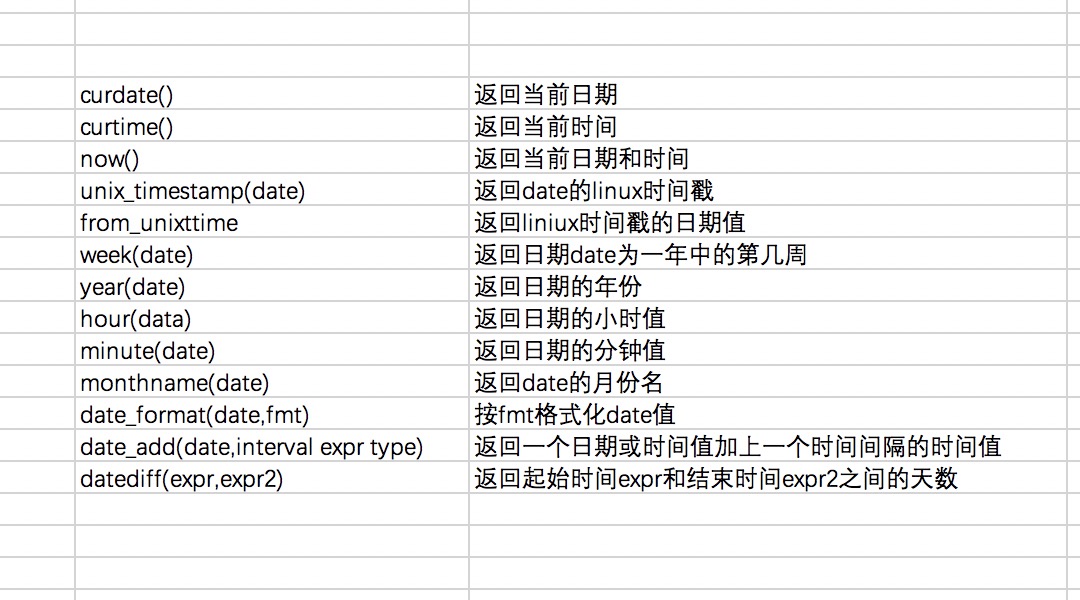 curdate() 返回当前日期
curtime() 返回当前时间
now() 返回当前日期和时间
unix_timestamp(date) 返回date的linux时间戳
from_unixttime 返回liniux时间戳的日期值
week(date) 返回日期date为一年中的第几周
year(date) 返回日期的年份
hour(data) 返回日期的小时值
minute(date) 返回日期的分钟值
monthname(date) 返回date的月份名
date_format(date,fmt) 按fmt格式化date值
date_add(date,interval expr type) 返回一个日期或时间值加上一个时间间隔的时间值
datediff(expr,expr2) 返回起始时间expr和结束时间expr2之间的天数